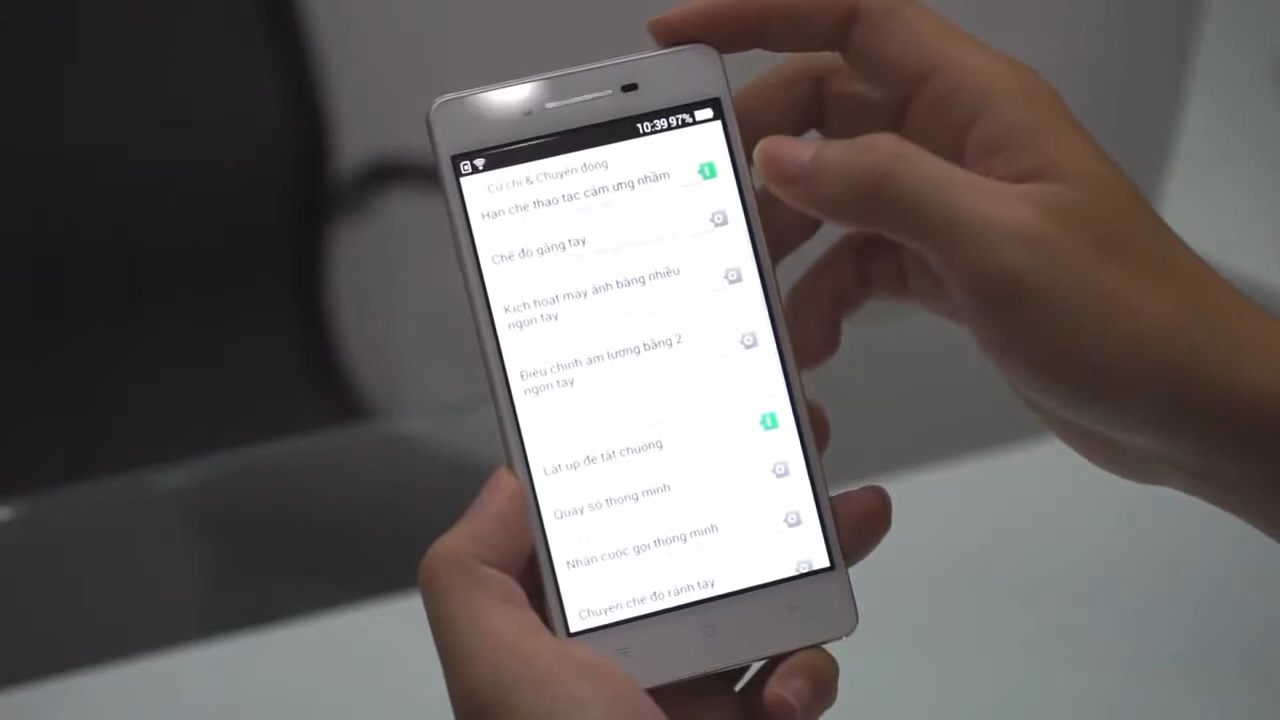 10:39 97%
Cử chỉ & Chuyển động
Hạn chế thao tác cảm ứng nhầm
Chế độ găng tay
Kích hoạt máy ảnh bằng nhiều
ngón tay
Điều chỉnh âm lượng bằng 2
ngón tay
Lật úp để tắt chuông
Quay số thông minh
Nhận cuộc gọi thông minh
Chuyển chế độ rảnh tay